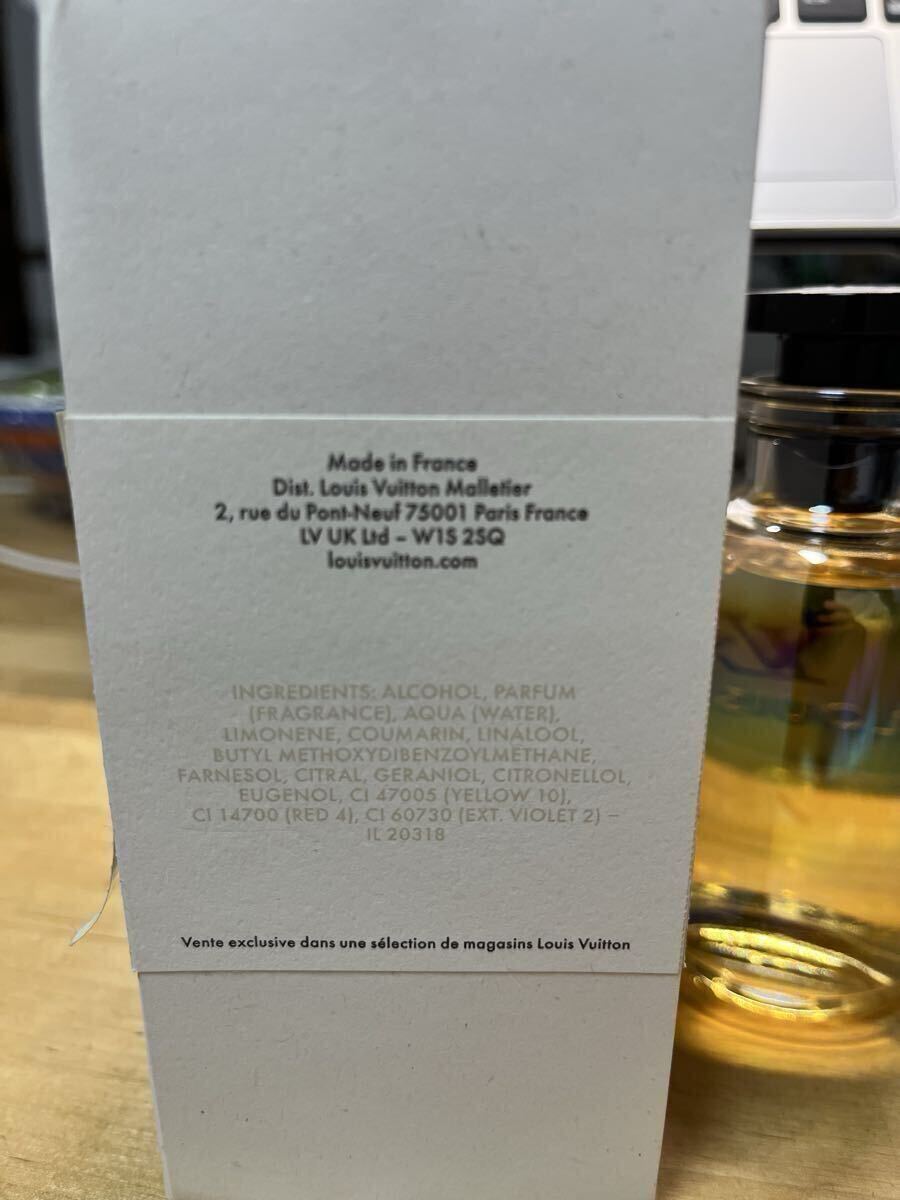 Made in France
Dist. Louis Vuitton Malletier
2, rue du Pont-Neuf 75001 Paris France
LV UK Ltd – W1S 2SQ
louisvuitton.com
INGREDIENTS: ALCOHOL, PARFUM
(FRAGRANCE), AQUA (WATER),
LIMONENE, COUMARIN, LINALOOL,
BUTYL METHOXYDIBENZOYLMETHANE,
FARNESOL, CITRAL, GERANIOL, CITRONELLOL,
EUGENOL, CI 47005 (YELLOW 10),
CI 14700 (RED 4), CI 60730 (EXT. VIOLET 2) –
IL 20318
Vente exclusive dans une sélection de magasins Louis Vuitton